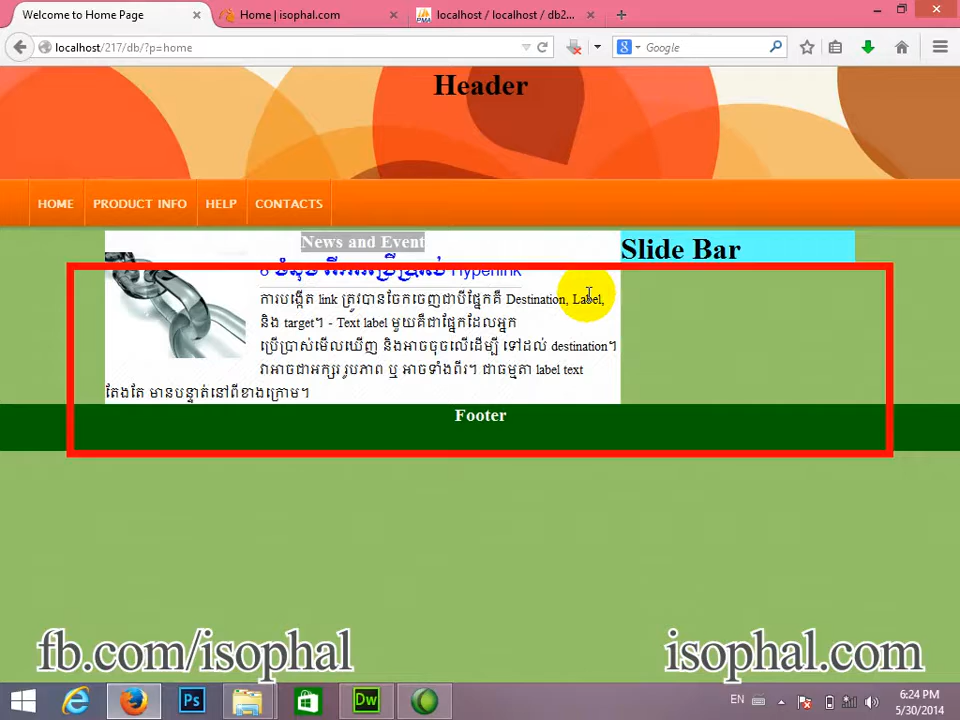 Welcome to Home Page
Home | isophal.com
localhost / localhost / db2...
localhost/217/db/?p=home
Google
Header
HOME
PRODUCT INFO
HELP
CONTACTS
News and Event
Slide Bar
Hyperlink
ការបង្កើត link ត្រូវបានចែកចេញជាបីផ្នែកគឺ Destination, Label,
និង target។ - Text label មួយគឺជាផ្នែកដែលអ្នក
ប្រើប្រាស់មើលឃើញ និងអាចចុចលើដើម្បី ទៅដល់ destination។
វាអាចជាអក្សរ រូបភាព ឬ អាចទាំងពីរ។ ជាធម្មតា label text
តែងតែ មានបន្ទាត់នៅពីខាងក្រោម។
Footer
fb.com/isophal
isophal.com
EN
6:24 PM
5/30/2014